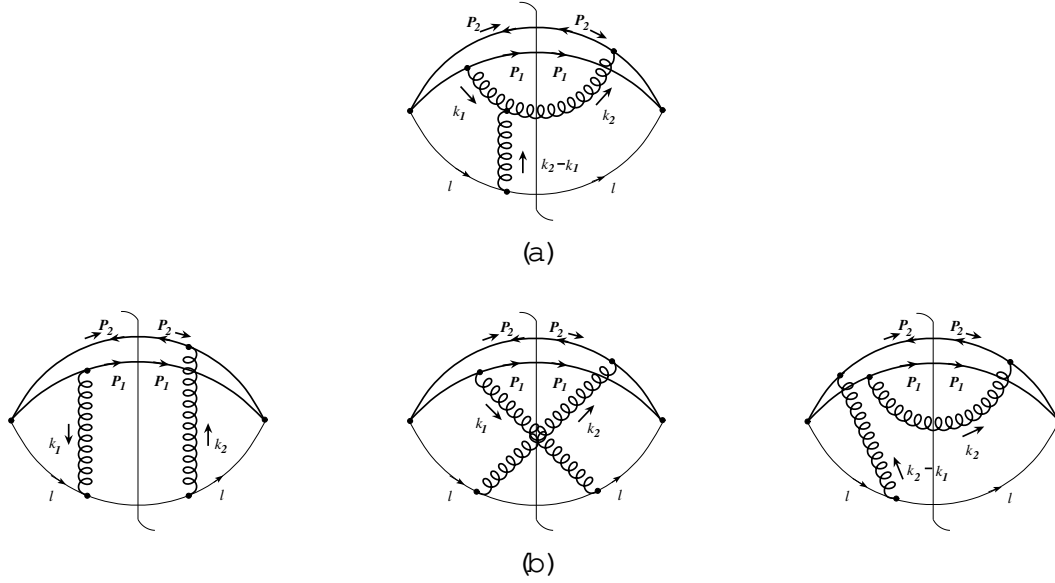 P₂ P₂
P₁ P₁
k₁ k₂
k₂ – k₁
l l
(a)
P₂ P₂ P₂ P₂ P₂ P₂
P₁ P₁ P₁ P₁ P₁ P₁
k₁ k₂ k₁ k₂ k₂ – k₁ k₂
l l l l l l
(b)